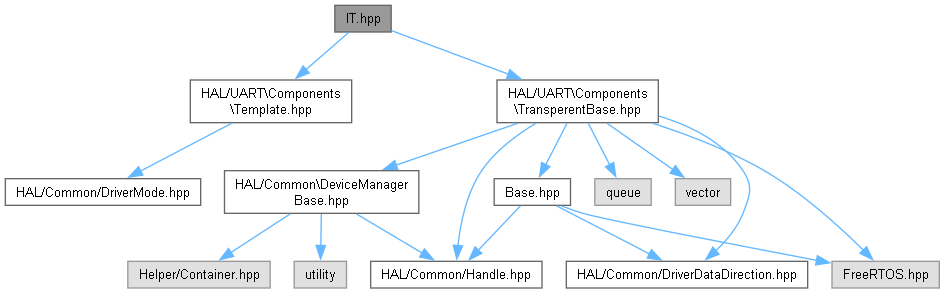 IT.hpp
HAL/UART\Components
\Template.hpp
HAL/UART\Components
\TransperentBase.hpp
HAL/Common/DriverMode.hpp
HAL/Common\DeviceManager
Base.hpp
Base.hpp
queue
vector
Helper/Container.hpp
utility
HAL/Common/Handle.hpp
HAL/Common/DriverDataDirection.hpp
FreeRTOS.hpp